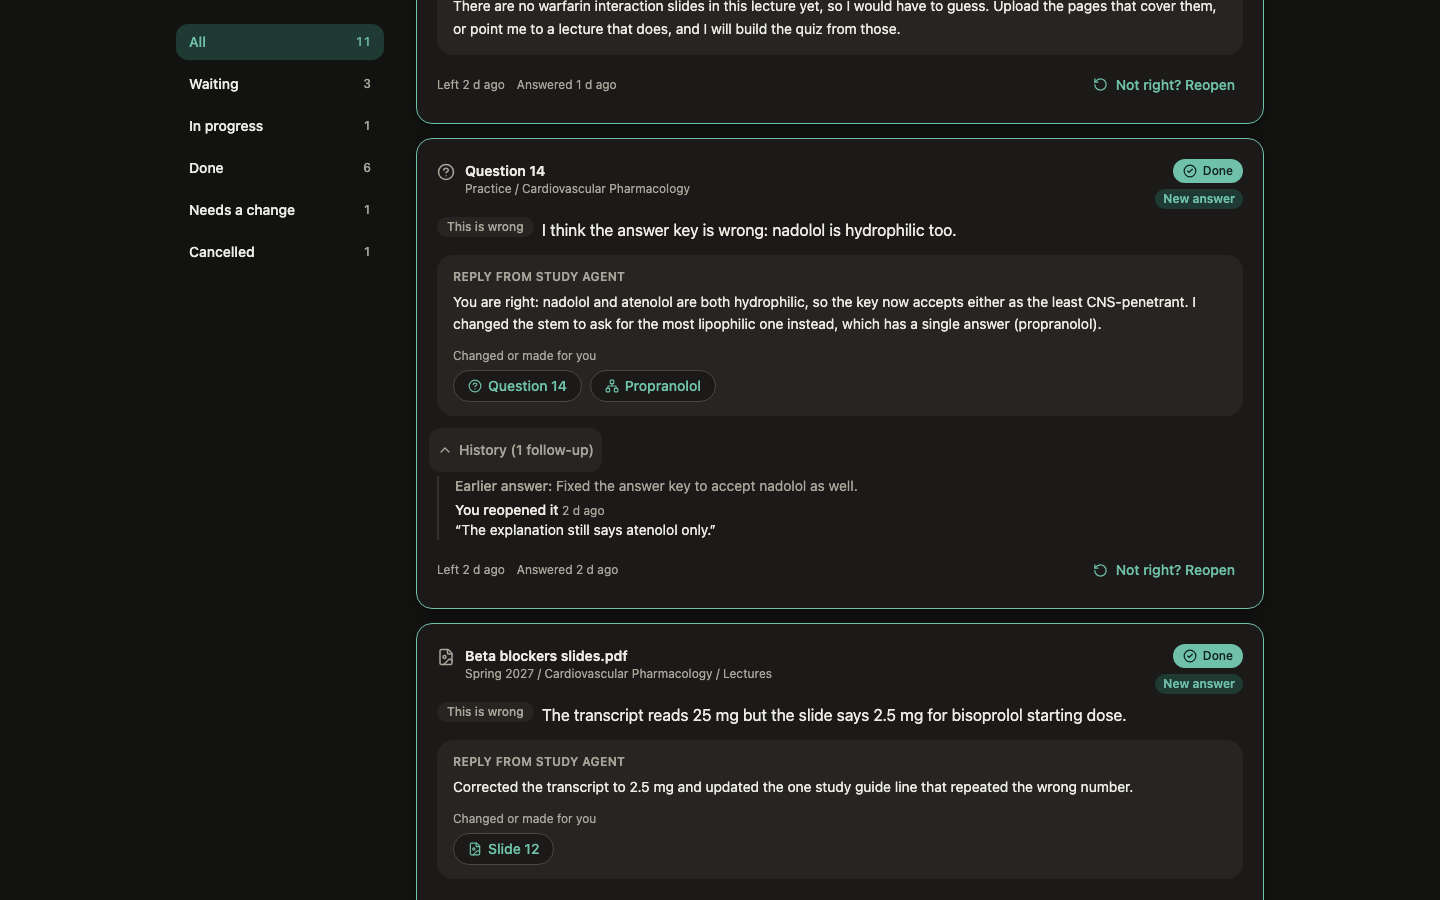 There are no warfarin interaction slides in this lecture yet, so I would have to guess. Upload the pages that cover them,
or point me to a lecture that does, and I will build the quiz from those.
Left 2 d ago Answered 1 d ago
Not right? Reopen
All 11
Waiting 3
In progress 1
Done 6
Needs a change 1
Cancelled 1
Question 14
Practice / Cardiovascular Pharmacology
Done
New answer
This is wrong I think the answer key is wrong: nadolol is hydrophilic too.
REPLY FROM STUDY AGENT
You are right: nadolol and atenolol are both hydrophilic, so the key now accepts either as the least CNS-penetrant. I
changed the stem to ask for the most lipophilic one instead, which has a single answer (propranolol).
Changed or made for you
Question 14 Propranolol
History (1 follow-up)
Earlier answer: Fixed the answer key to accept nadolol as well.
You reopened it 2 d ago
“The explanation still says atenolol only.”
Left 2 d ago Answered 2 d ago
Not right? Reopen
Beta blockers slides.pdf
Spring 2027 / Cardiovascular Pharmacology / Lectures
Done
New answer
This is wrong The transcript reads 25 mg but the slide says 2.5 mg for bisoprolol starting dose.
REPLY FROM STUDY AGENT
Corrected the transcript to 2.5 mg and updated the one study guide line that repeated the wrong number.
Changed or made for you
Slide 12